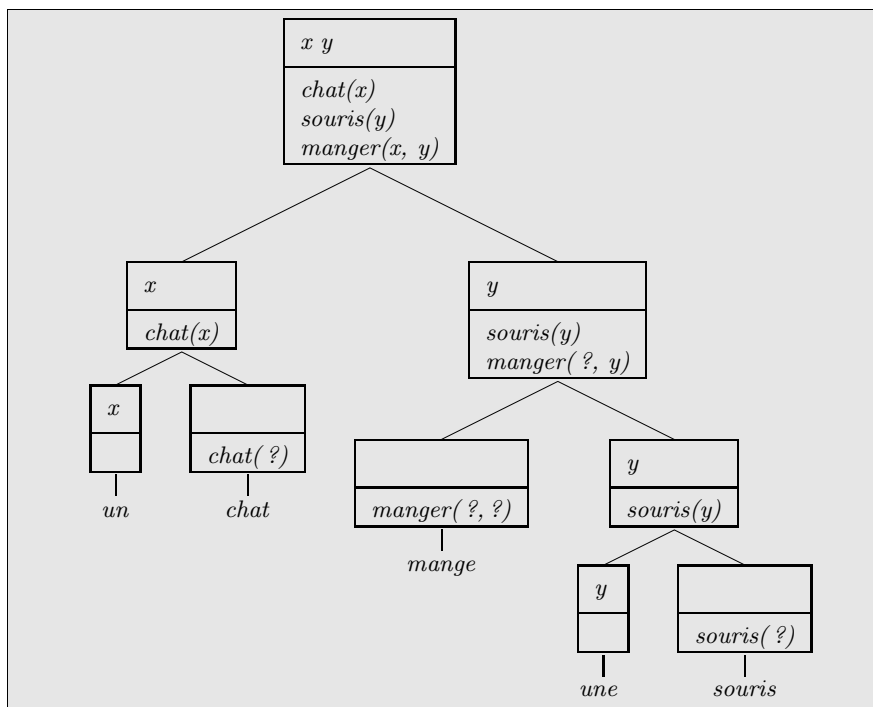 x y
chat(x)
souris(y)
manger(x, y)
x
chat(x)
y
souris(y)
manger( ?, y)
x
chat( ?)
un
chat
manger( ?, ?)
mange
y
souris(y)
y
souris( ?)
une
souris